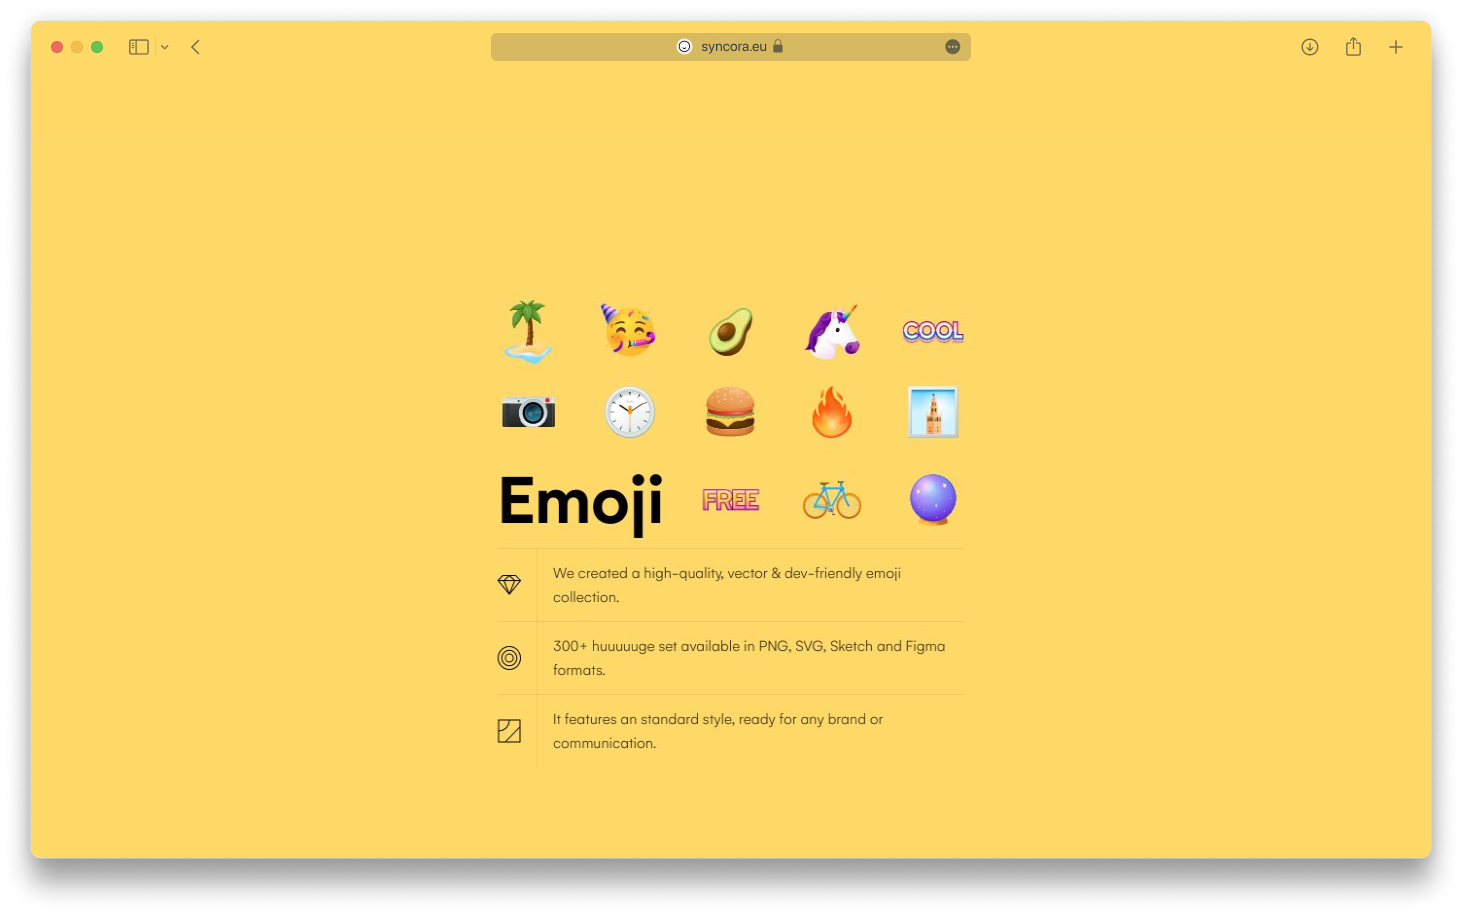 syncora.eu
COOL
Emoji
FREE
We created a high-quality, vector & dev-friendly emoji
collection.
300+ huuuuuge set available in PNG, SVG, Sketch and Figma
formats.
It features an standard style, ready for any brand or
communication.